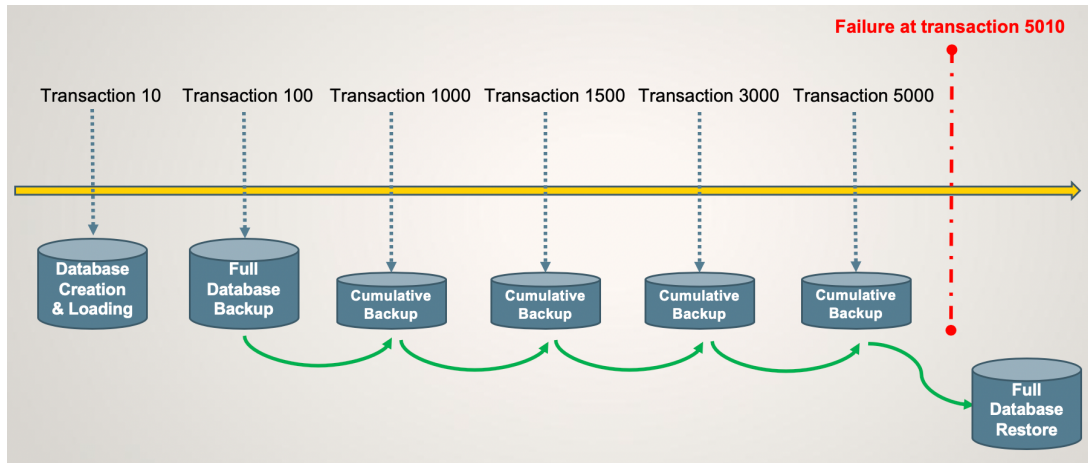 Failure at transaction 5010
Transaction 10
Transaction 100
Transaction 1000
Transaction 1500
Transaction 3000
Transaction 5000
Database
Creation
& Loading
Full
Database
Backup
Cumulative
Backup
Cumulative
Backup
Cumulative
Backup
Cumulative
Backup
Full
Database
Restore